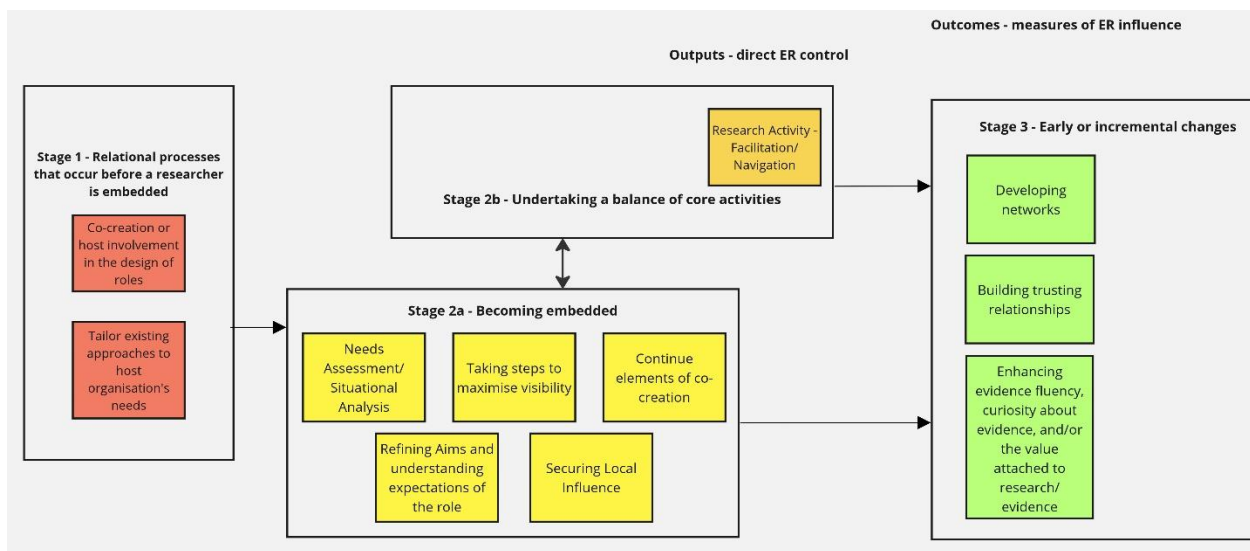 Outcomes - measures of ER influence
Outputs - direct ER control
Stage 1 - Relational processes
that occur before a researcher
is embedded
Co-creation or
host involvement
in the design of
roles
Tailor existing
approaches to
host
organisation's
needs
Research Activity -
Facilitation/
Navigation
Stage 2b - Undertaking a balance of core activities
Stage 2a - Becoming embedded
Needs
Assessment/
Situational
Analysis
Taking steps to
maximise visibility
Continue
elements of co-
creation
Refining Aims and
understanding
expectations of
the role
Securing Local
Influence
Stage 3 - Early or incremental changes
Developing
networks
Building trusting
relationships
Enhancing
evidence fluency,
curiosity about
evidence, and/or
the value
attached to
research/
evidence